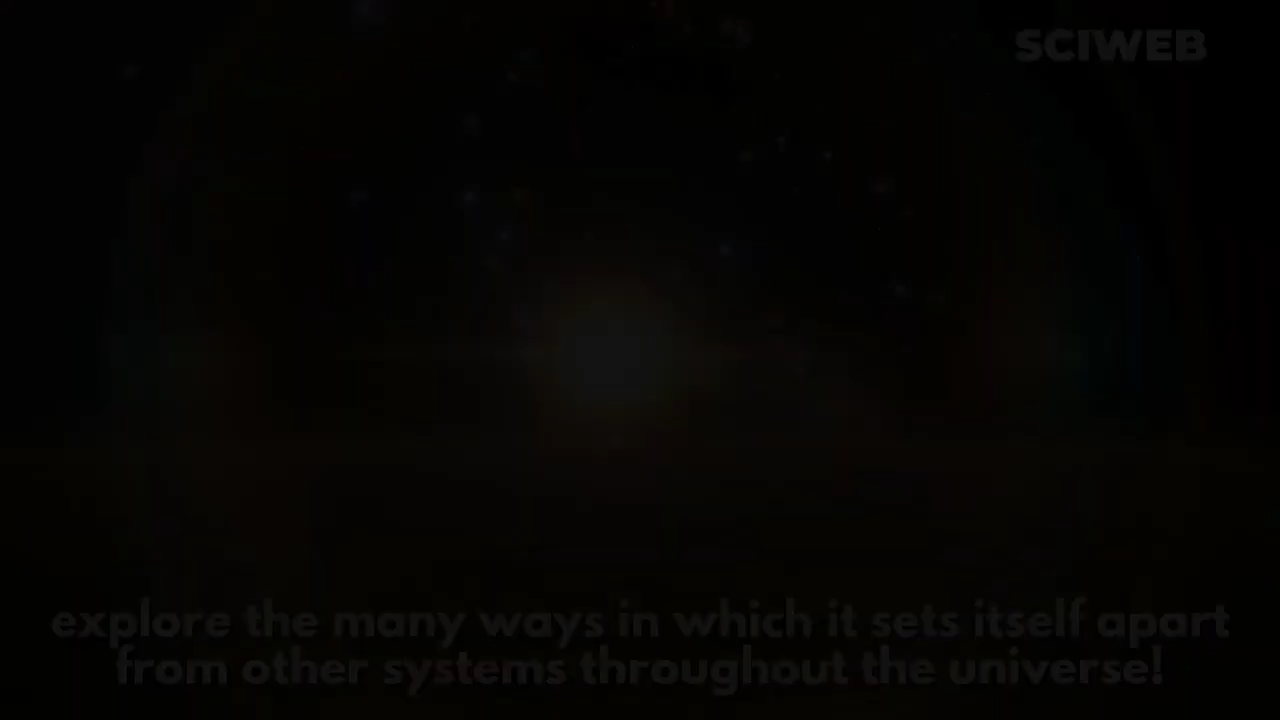 SCIWEB
explore the many ways in which it sets itself apart
from other systems throughout the universe!